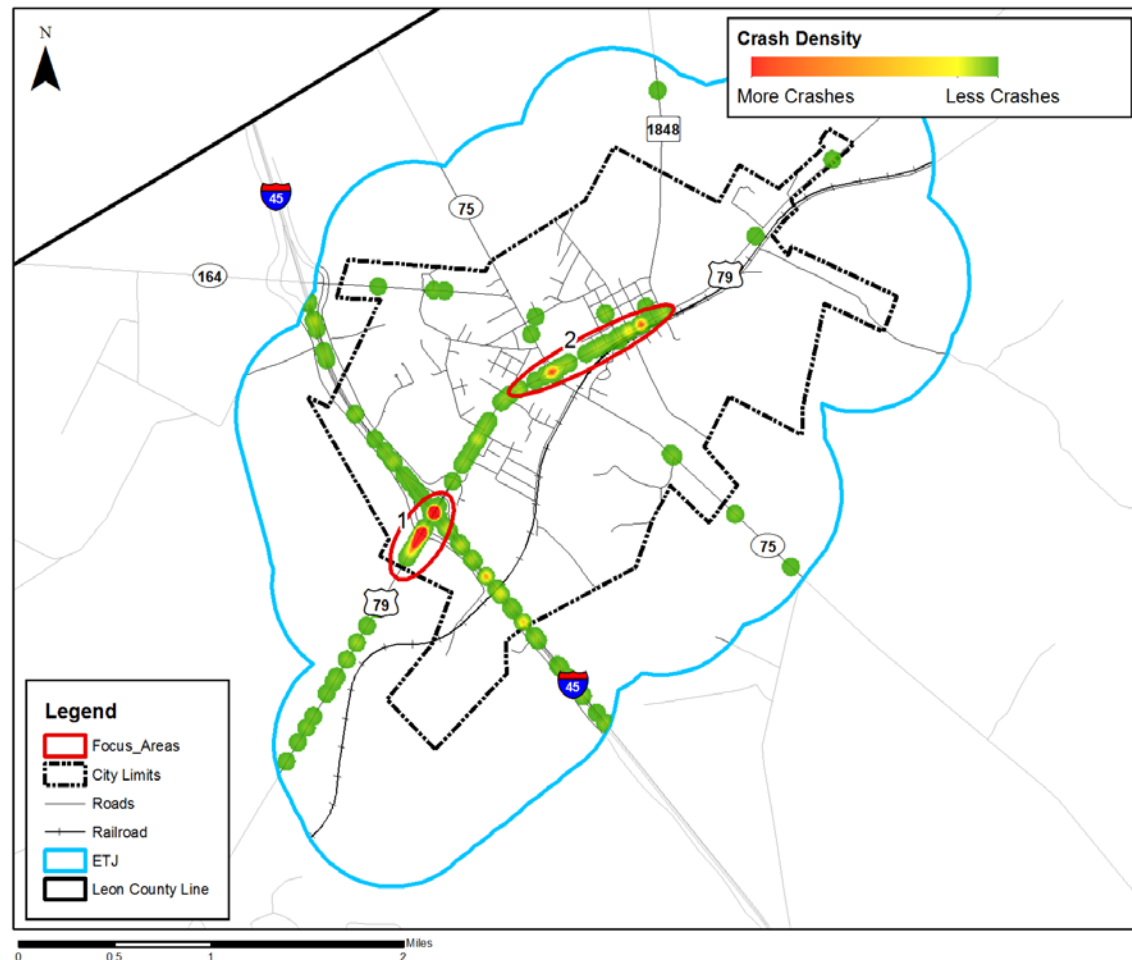 N
Crash Density
More Crashes Less Crashes
1848
45
75
164
79
2
1
75
79
45
Legend
Focus_Areas
City Limits
Roads
Railroad
ETJ
Leon County Line
Miles
0 0.5 1 2